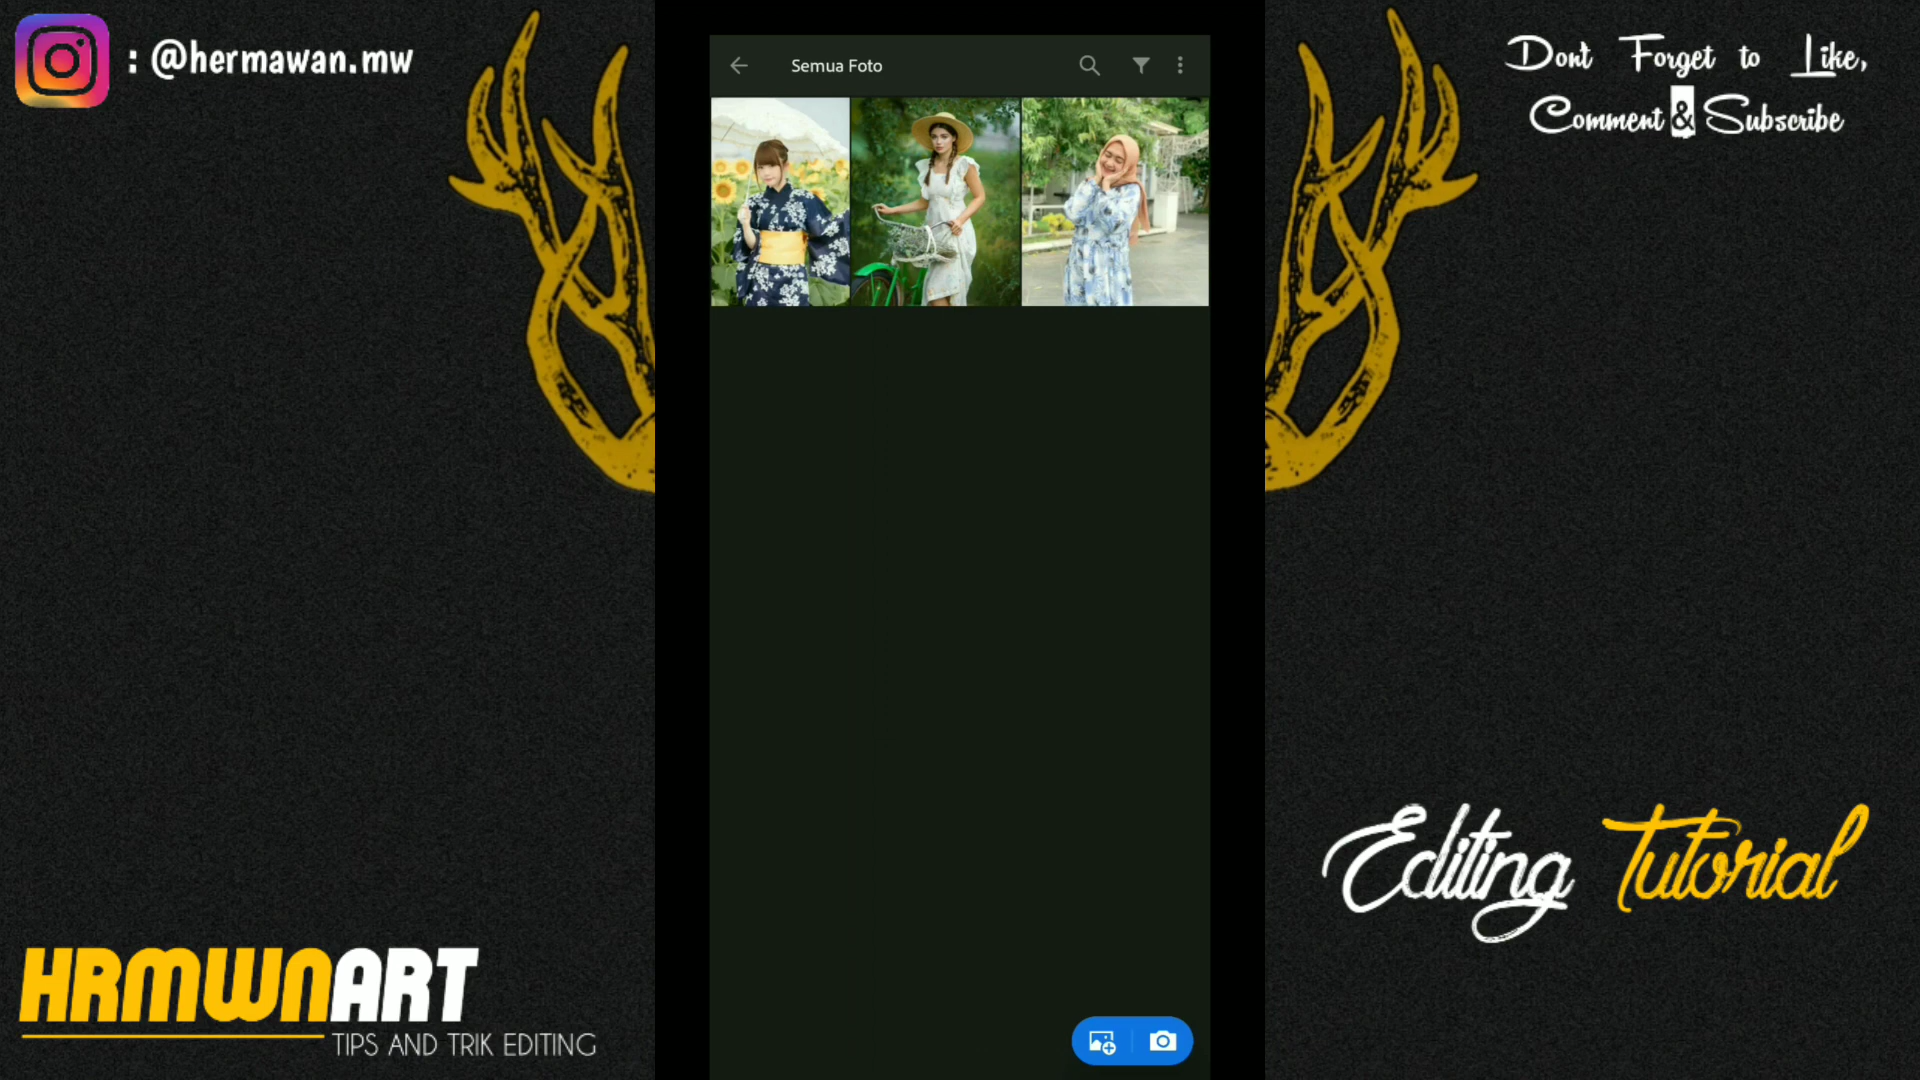 : @hermawan.mw
Semua Foto
Dont Forget to Like,
Comment & Subscribe
Editing Tutorial
HRMWNART
TIPS AND TRIK EDITING